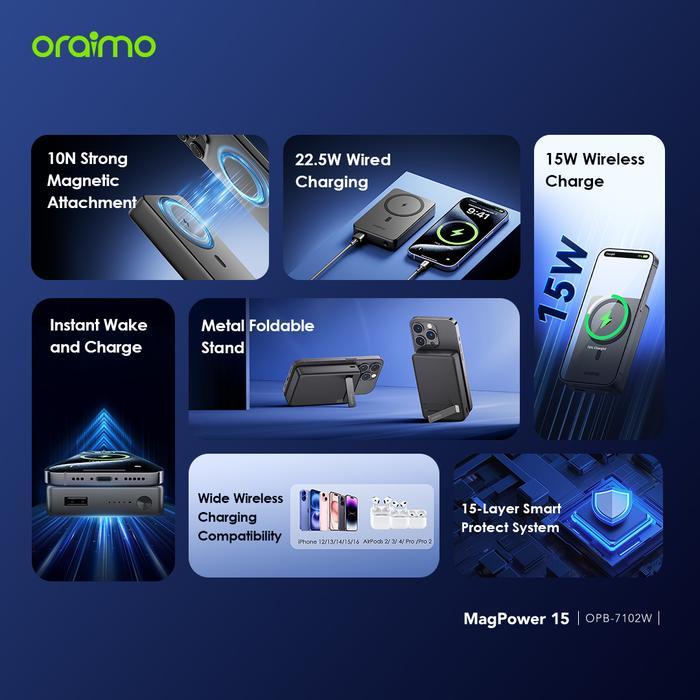 oraimo
10N Strong
Magnetic
Attachment
22.5W Wired
Charging
9:41
15W Wireless
Charge
15W
Instant Wake
and Charge
Metal Foldable
Stand
Wide Wireless
Charging
Compatibility
iPhone 12/13/14/15/16
AirPods 2/ 3/ 4/ Pro /Pro 2
15-Layer Smart
Protect System
MagPower 15 | OPB-7102W |